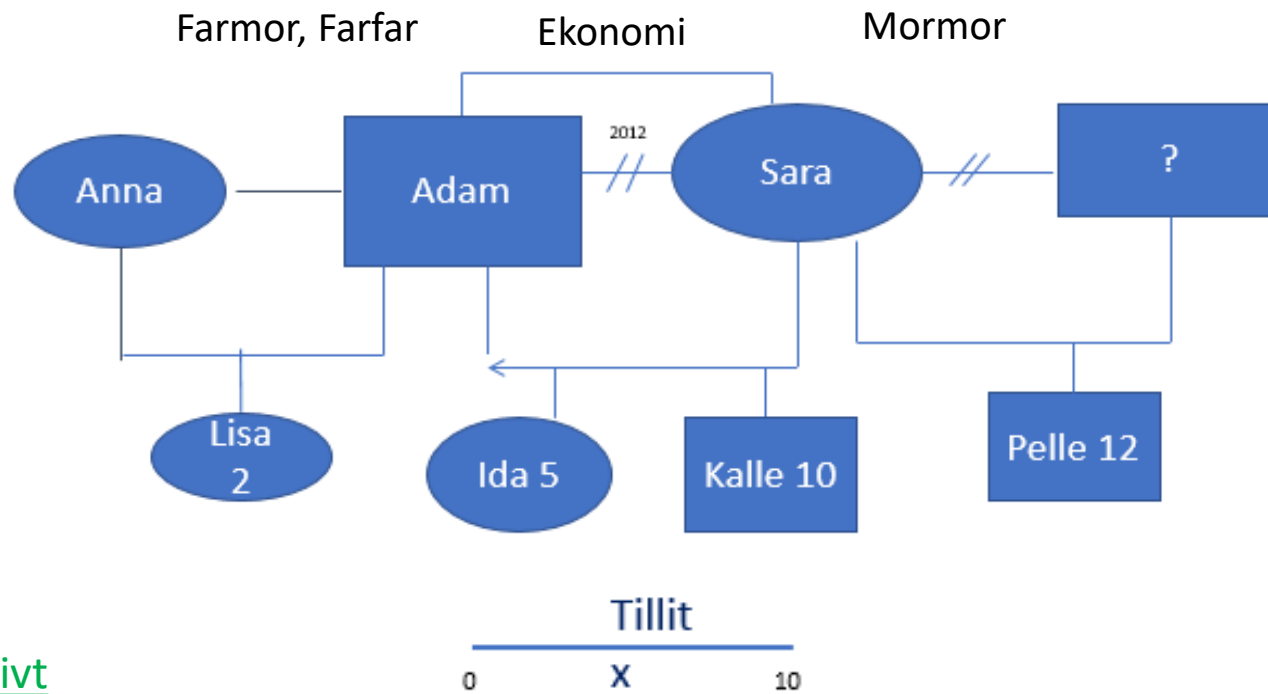 Farmor, Farfar
Ekonomi
Mormor
2012
Anna
Adam
Sara
?
Lisa
2
Ida 5
Kalle 10
Pelle 12
Tillit
0
x
10
ivt